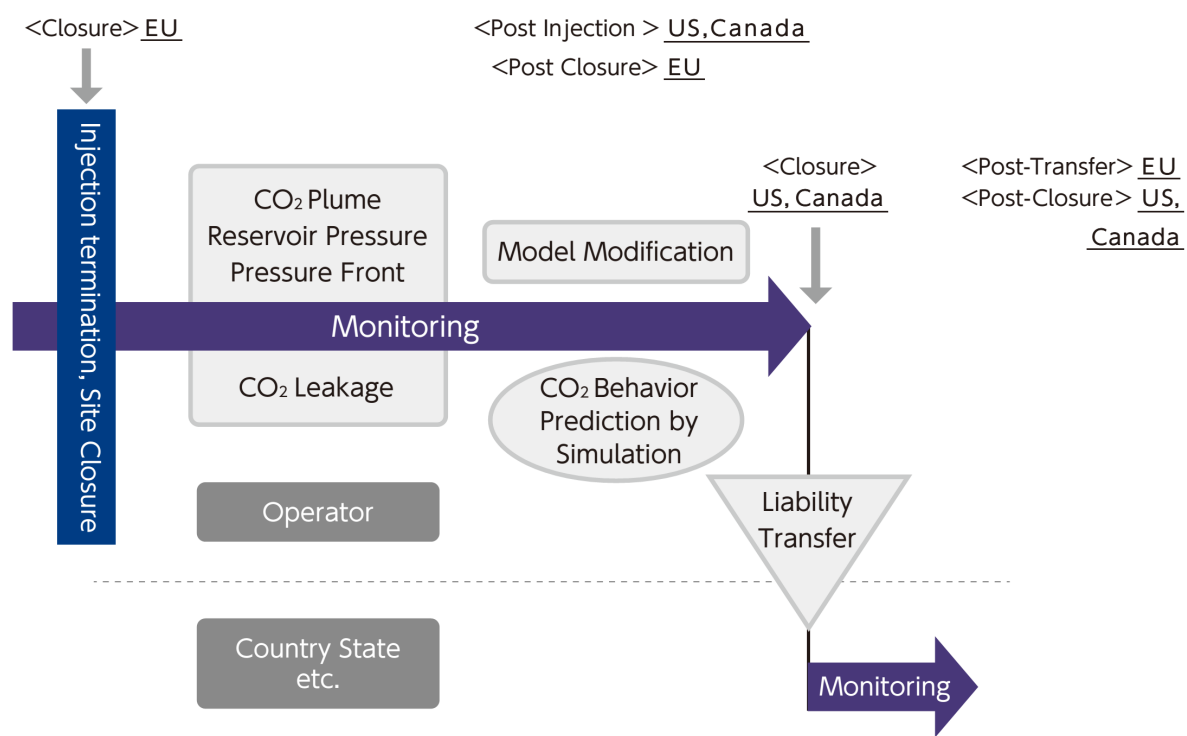 <Closure> EU
<Post Injection > US,Canada
<Post Closure> EU
Injection termination, Site Closure
CO₂ Plume
Reservoir Pressure
Pressure Front
Model Modification
<Closure>
US, Canada
<Post-Transfer> EU
<Post-Closure> US,
Canada
Monitoring
CO₂ Leakage
CO₂ Behavior
Prediction by
Simulation
Operator
Liability
Transfer
Country State
etc.
Monitoring